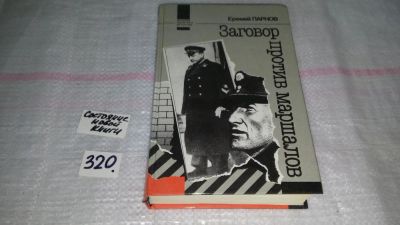 Еремей ПАРНОВ
Заговор
против маршалов
Состояние
новой
книги
320.